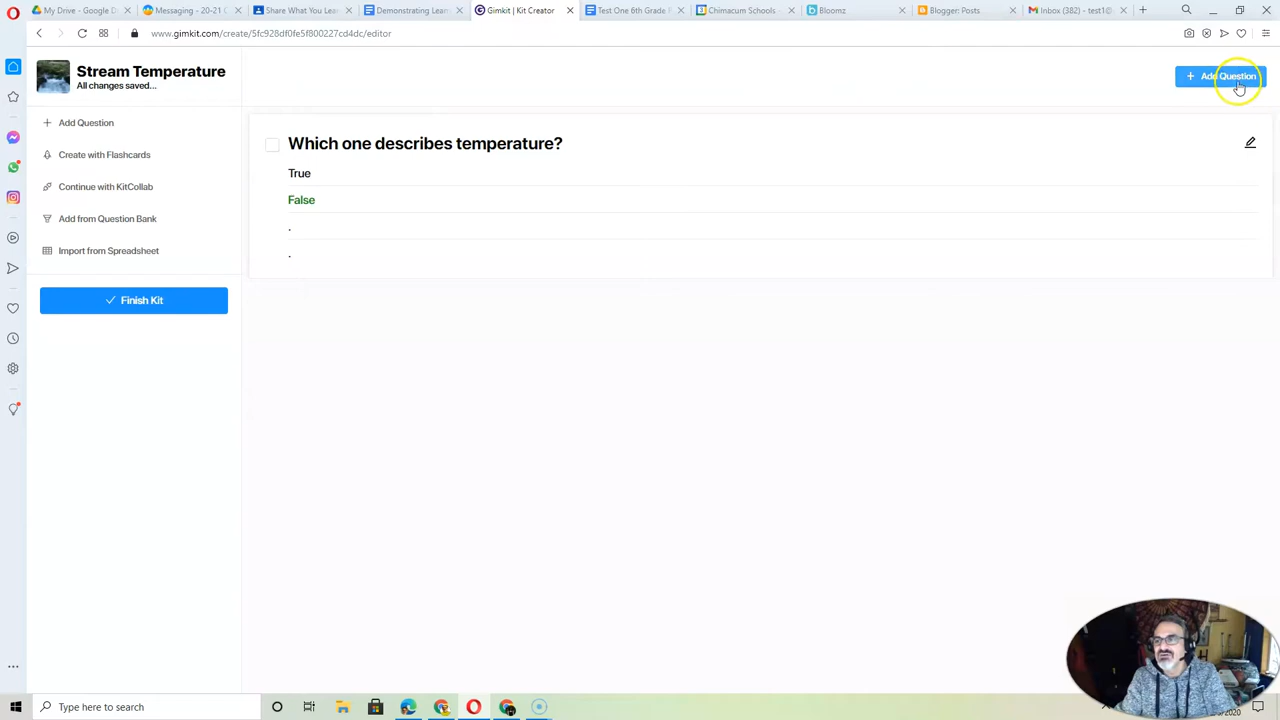 My Drive - Google D
Messaging - 20-21 C
Share What You Lea
Demonstrating Lear
Gimkit | Kit Creator
Test One 6th Grade F
Chimacum Schools -
Bloomz
Blogger Posts
Inbox (382) - test1@
www.gimkit.com/create/5fc928df0fe5f800227cd4dc/editor
Stream Temperature
All changes saved...
+ Add Question
+ Add Question
Create with Flashcards
Continue with KitCollab
Add from Question Bank
Import from Spreadsheet
Finish Kit
Which one describes temperature?
True
False
.
.
Type here to search